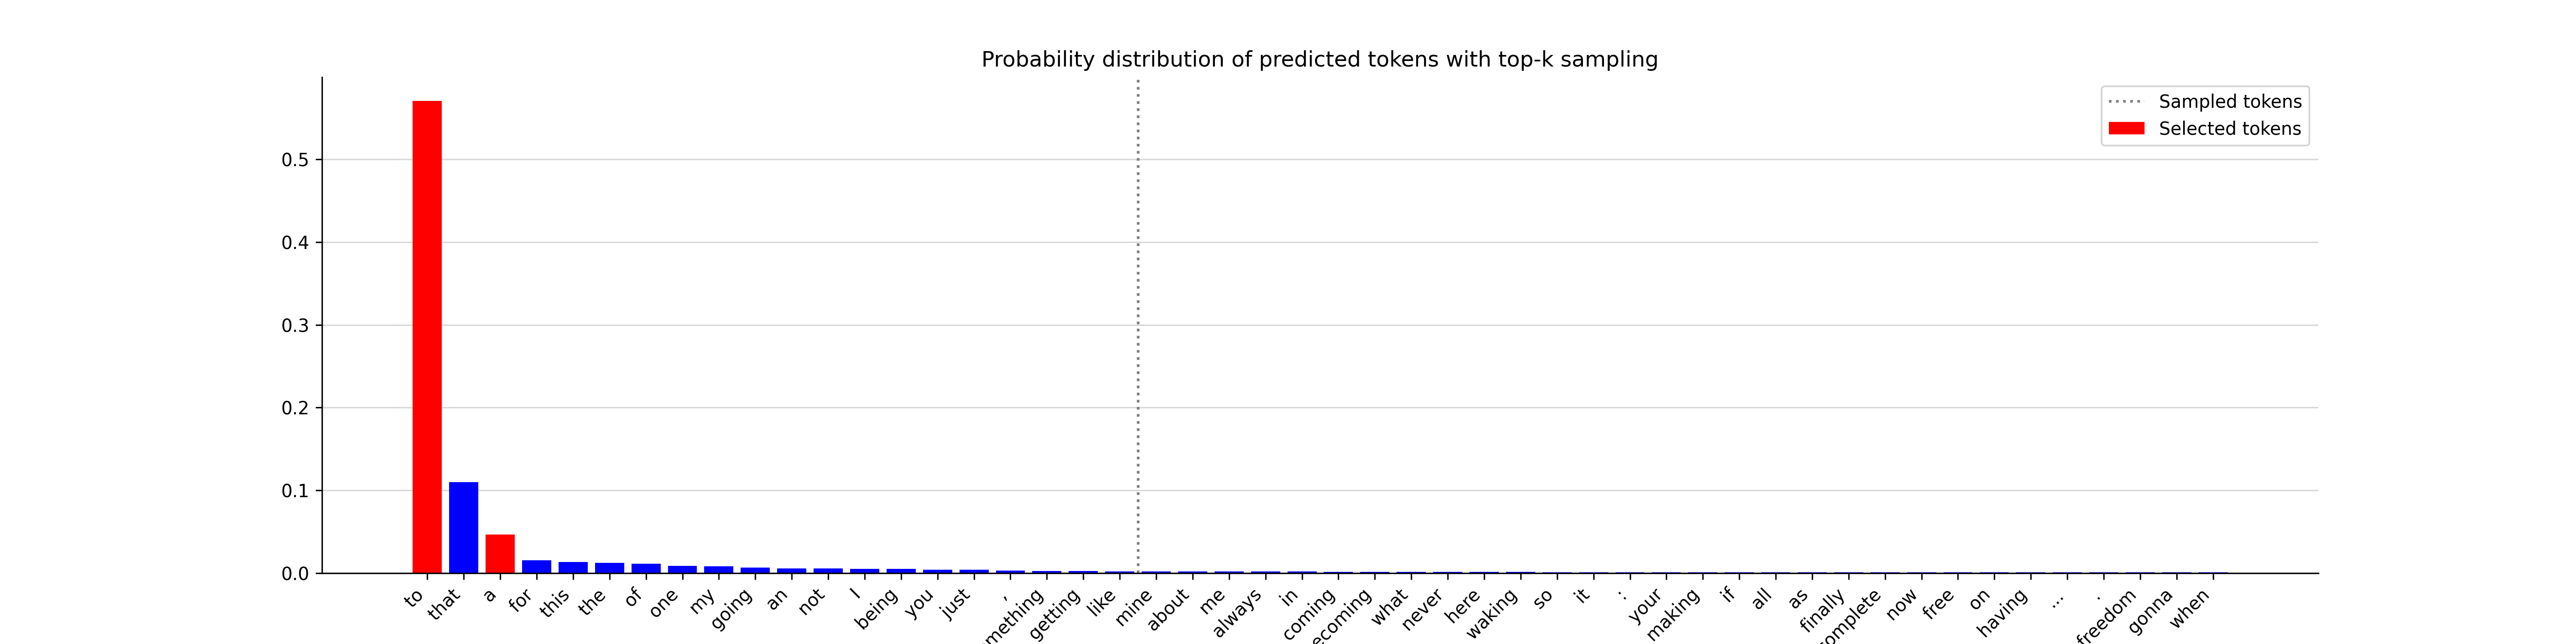 Probability distribution of predicted tokens with top-k sampling
Sampled tokens
Selected tokens
0.5
0.4
0.3
0.2
0.1
0.0
to that a for this the of one my going an not I being you just , mething getting like mine about me always in coming ecoming what never here waking so it : your making if all as finally omplete now free on having ... . freedom gonna when